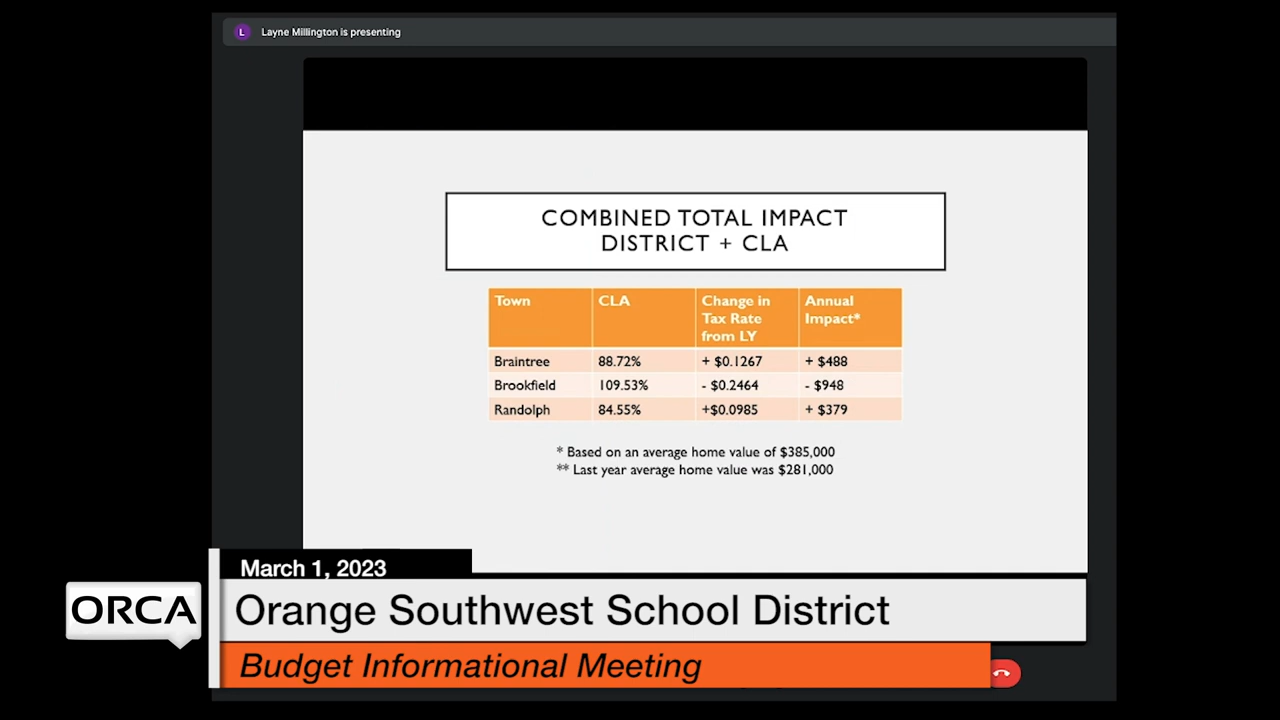 L Layne Millington is presenting
COMBINED TOTAL IMPACT
DISTRICT + CLA
Town CLA Change in Tax Rate from LY Annual Impact*
Braintree 88.72% + $0.1267 + $488
Brookfield 109.53% - $0.2464 - $948
Randolph 84.55% +$0.0985 + $379
* Based on an average home value of $385,000
** Last year average home value was $281,000
March 1, 2023
ORCA
Orange Southwest School District
Budget Informational Meeting